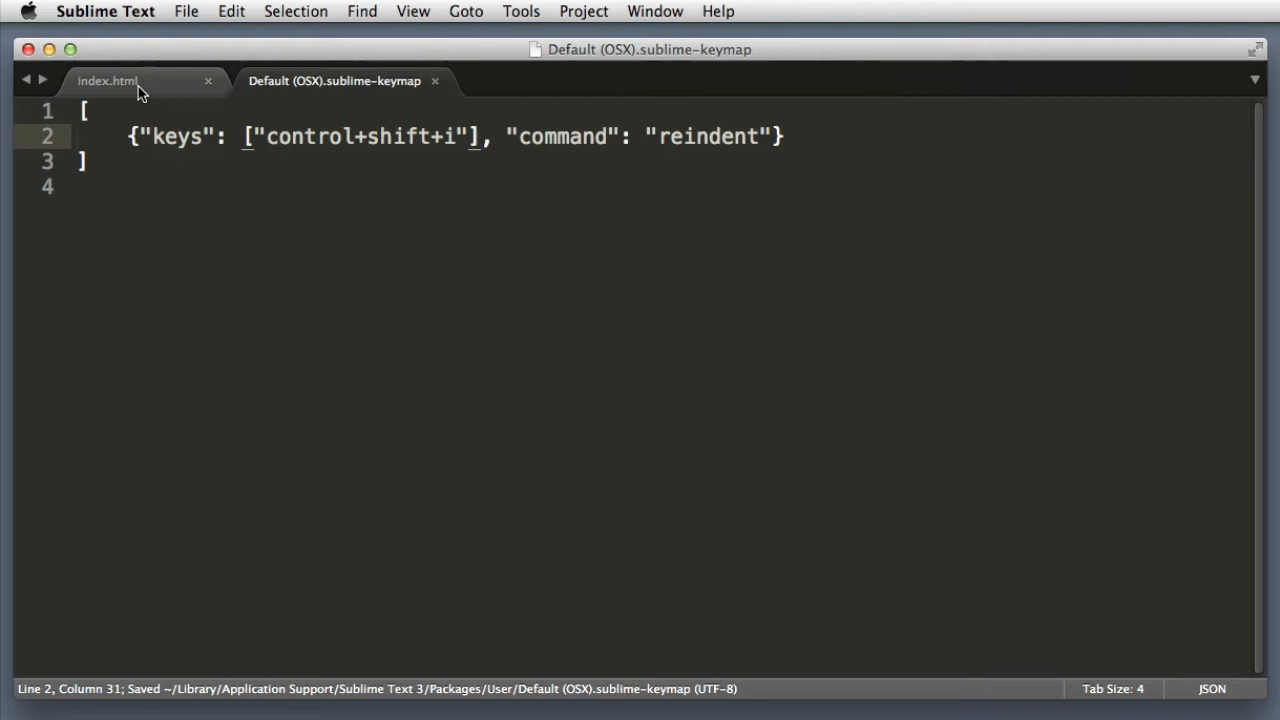 Sublime Text File Edit Selection Find View Goto Tools Project Window Help
Default (OSX).sublime-keymap
index.html × Default (OSX).sublime-keymap ×
1 [
2     {"keys": ["control+shift+i"], "command": "reindent"}
3 ]
4
Line 2, Column 31; Saved ~/Library/Application Support/Sublime Text 3/Packages/User/Default (OSX).sublime-keymap (UTF-8) Tab Size: 4 JSON